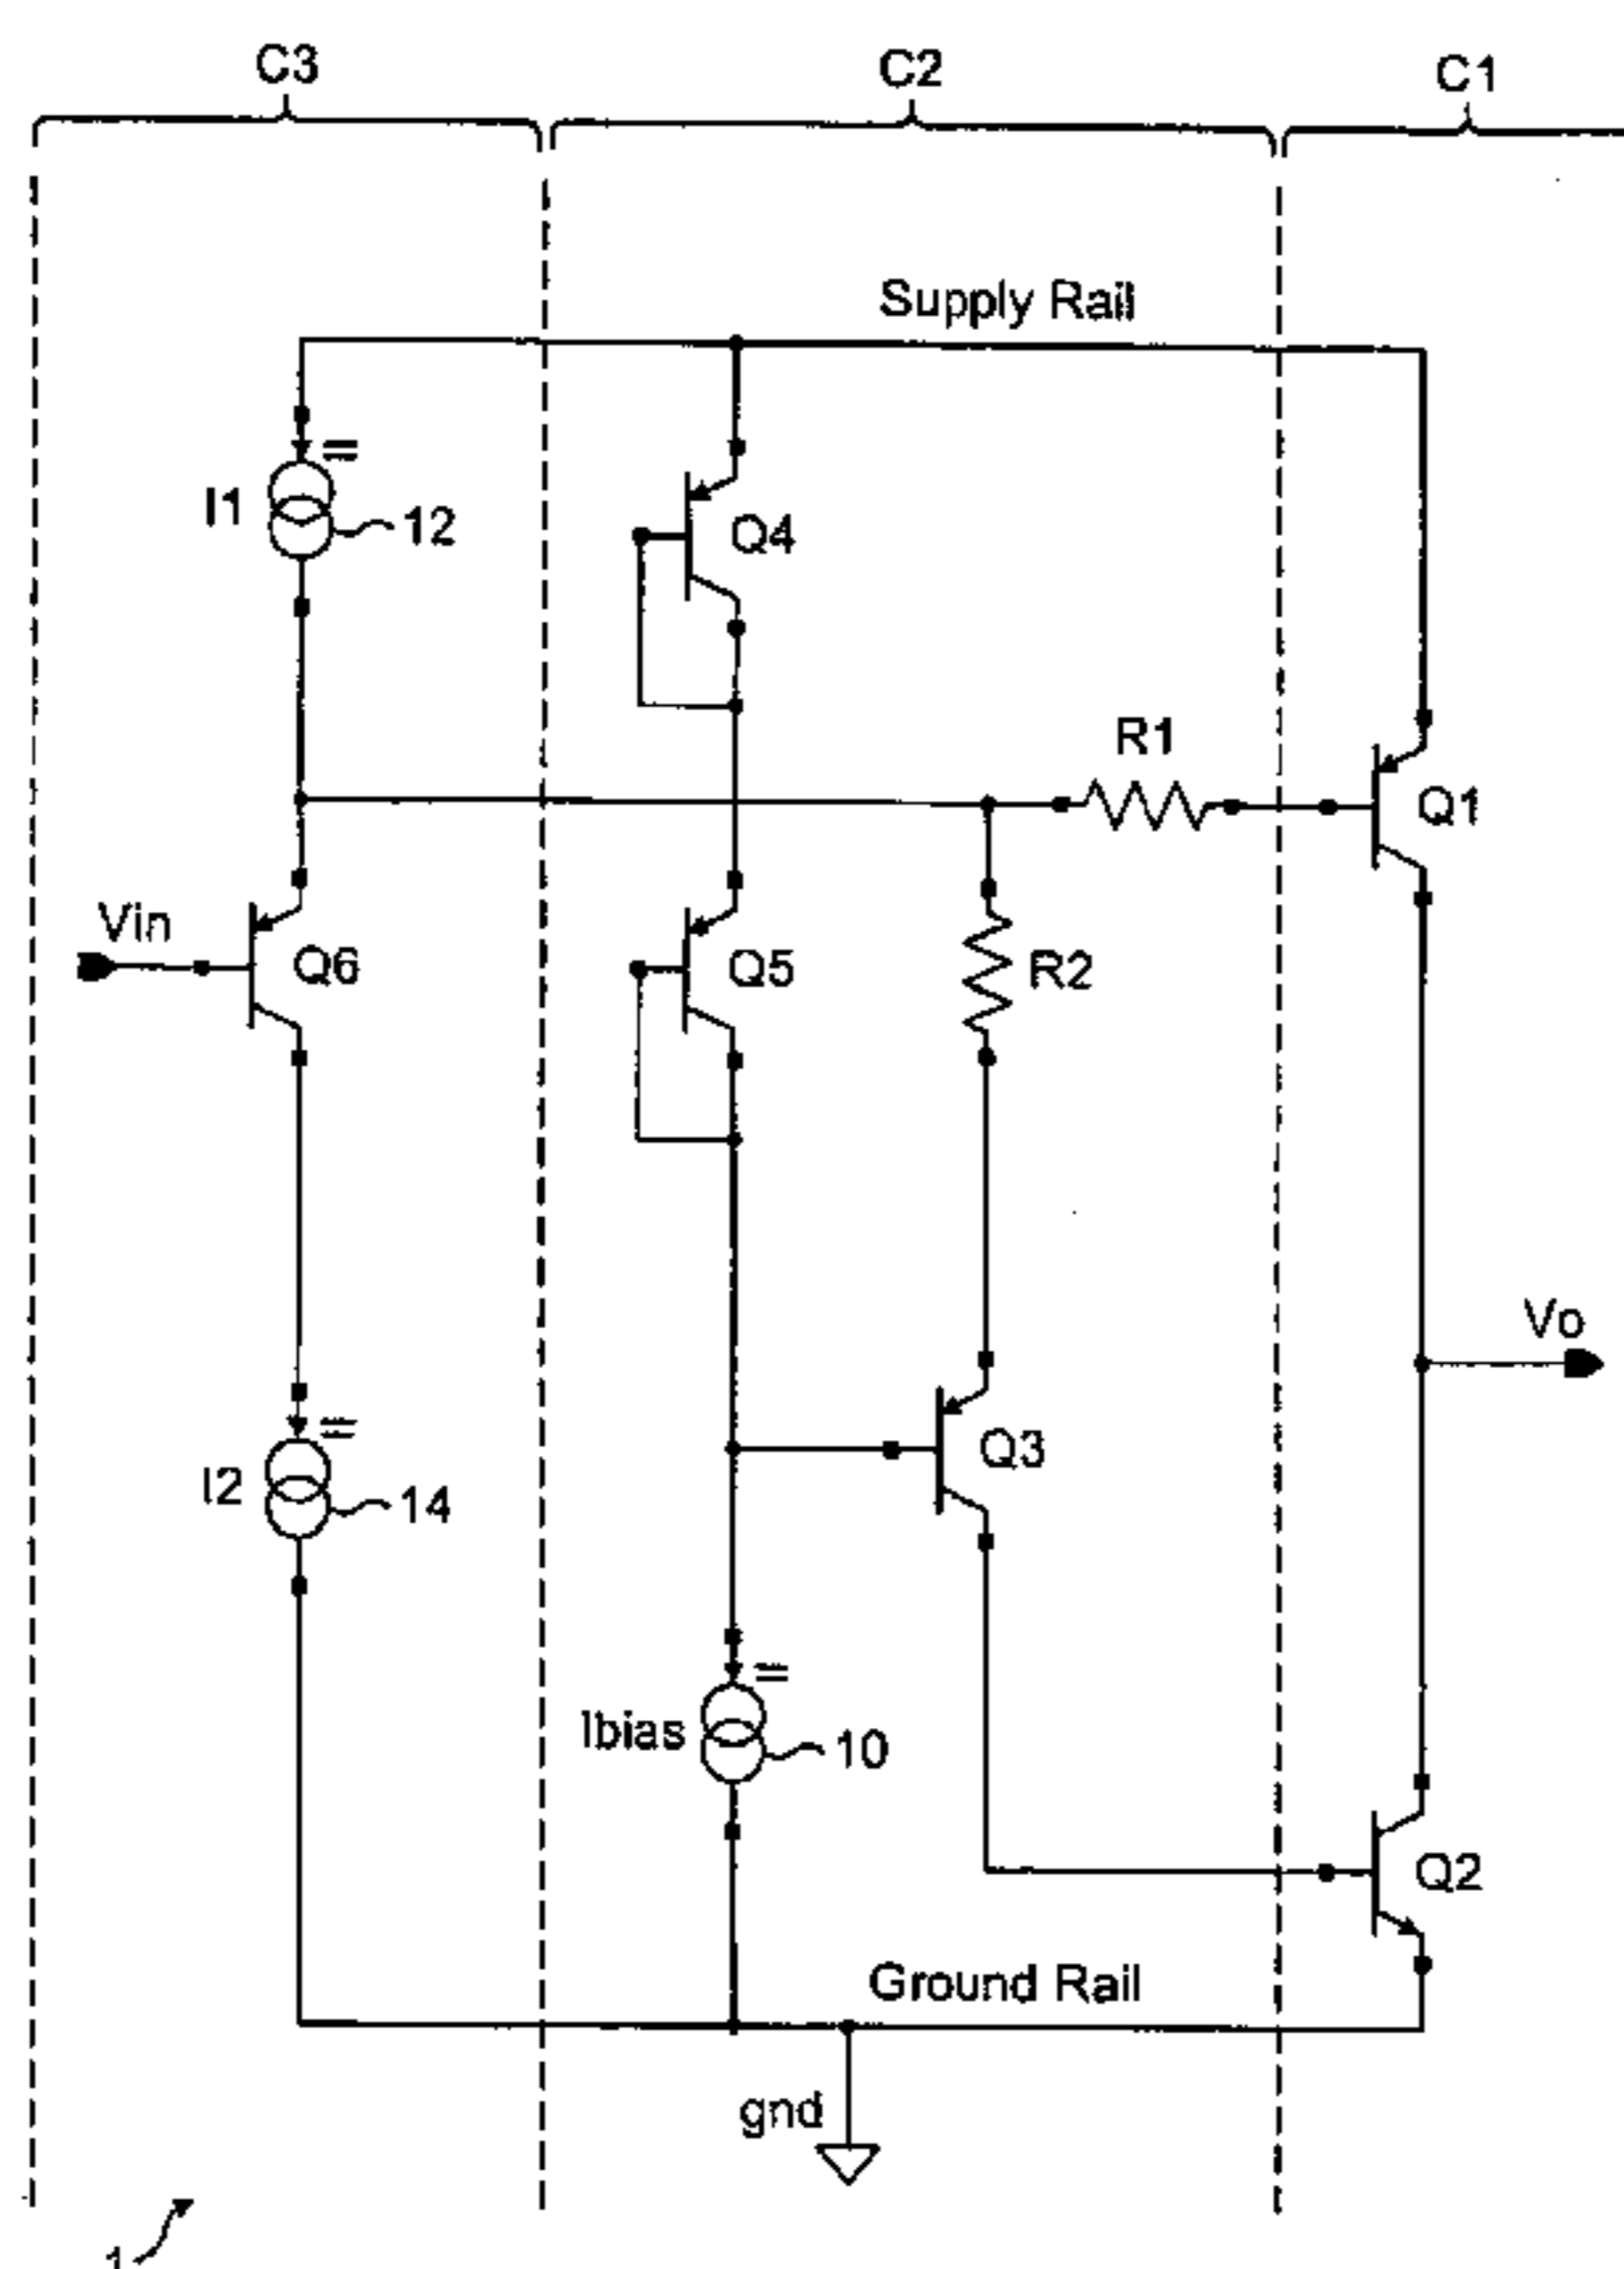 C3 C2 C1
Supply Rail
I1 12
Q4
R1
Q1
Vin
Q6
Q5
R2
Vo
Q3
I2 14
Ibias 10
Q2
Ground Rail
gnd
1